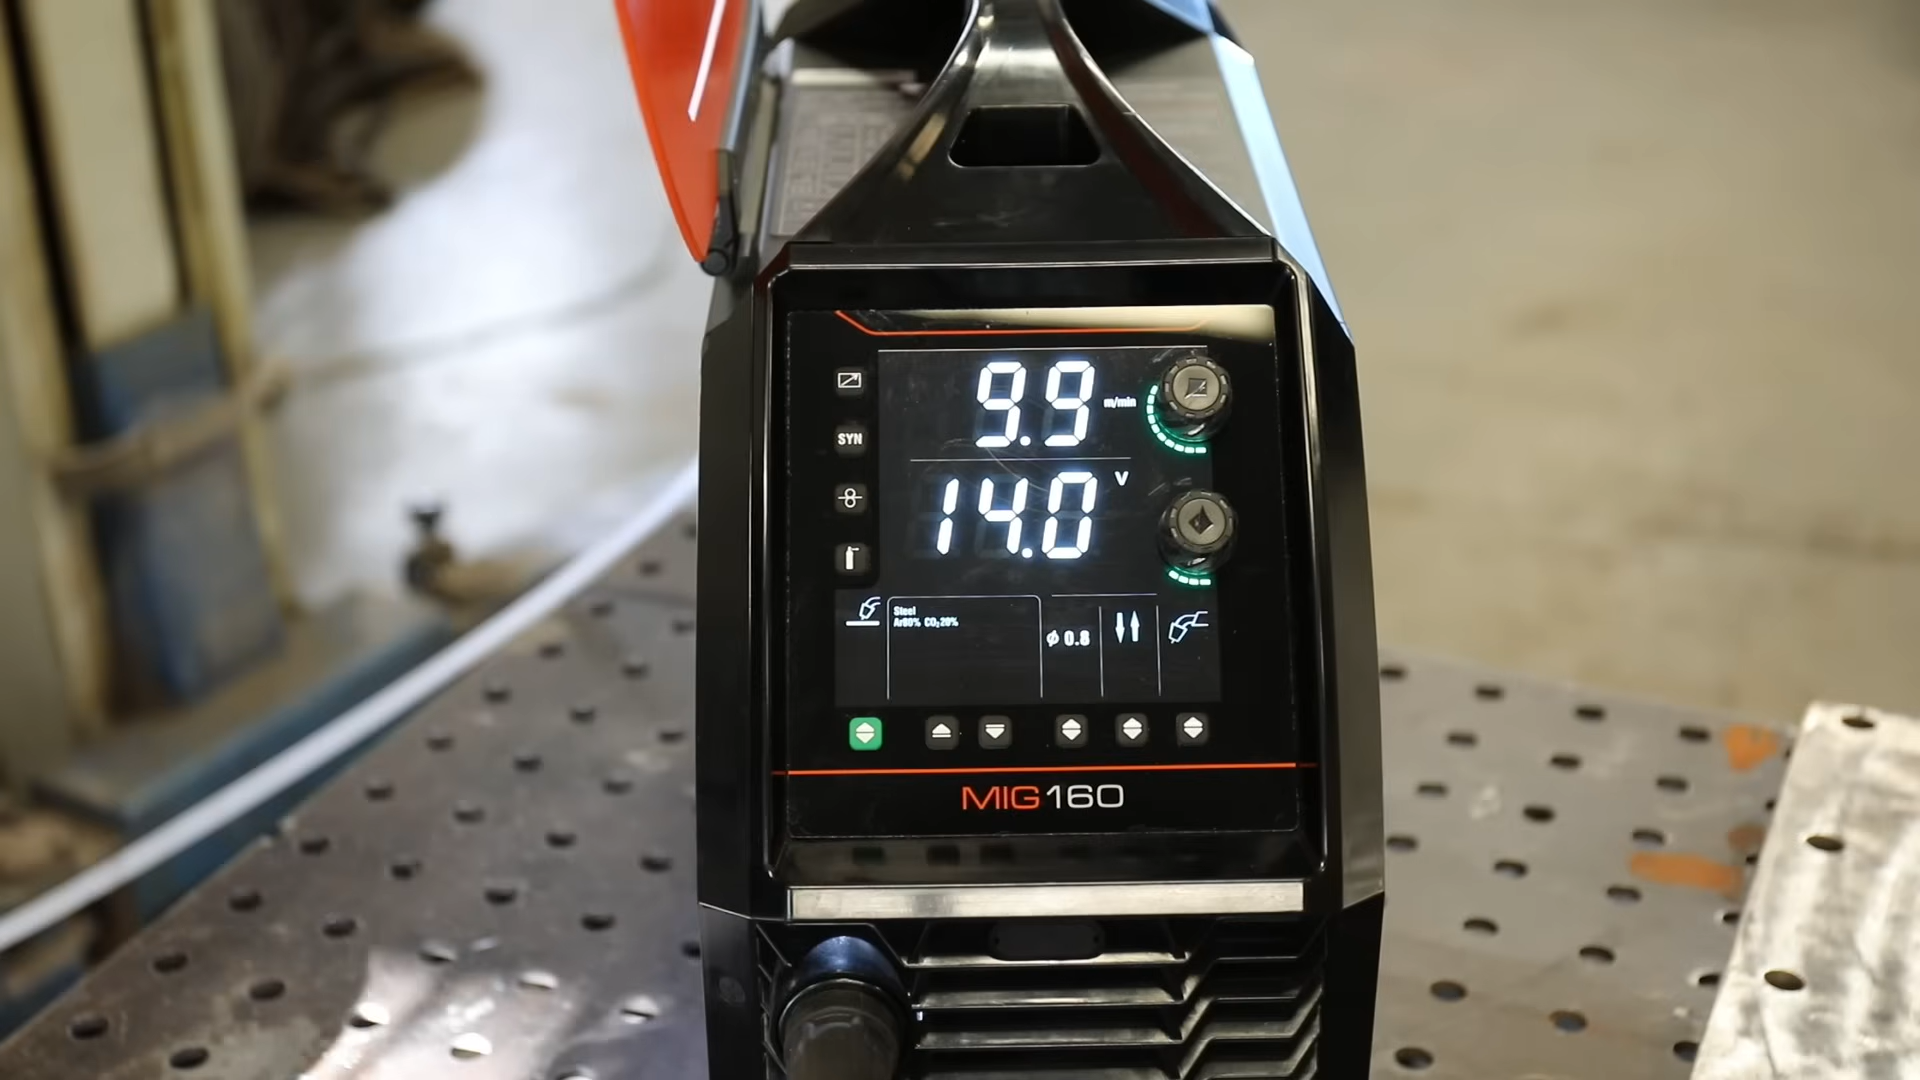 9.9 m/min
SYN
14.0 V
Steel
Ar80% CO₂20%
ϕ 0.8
MIG160